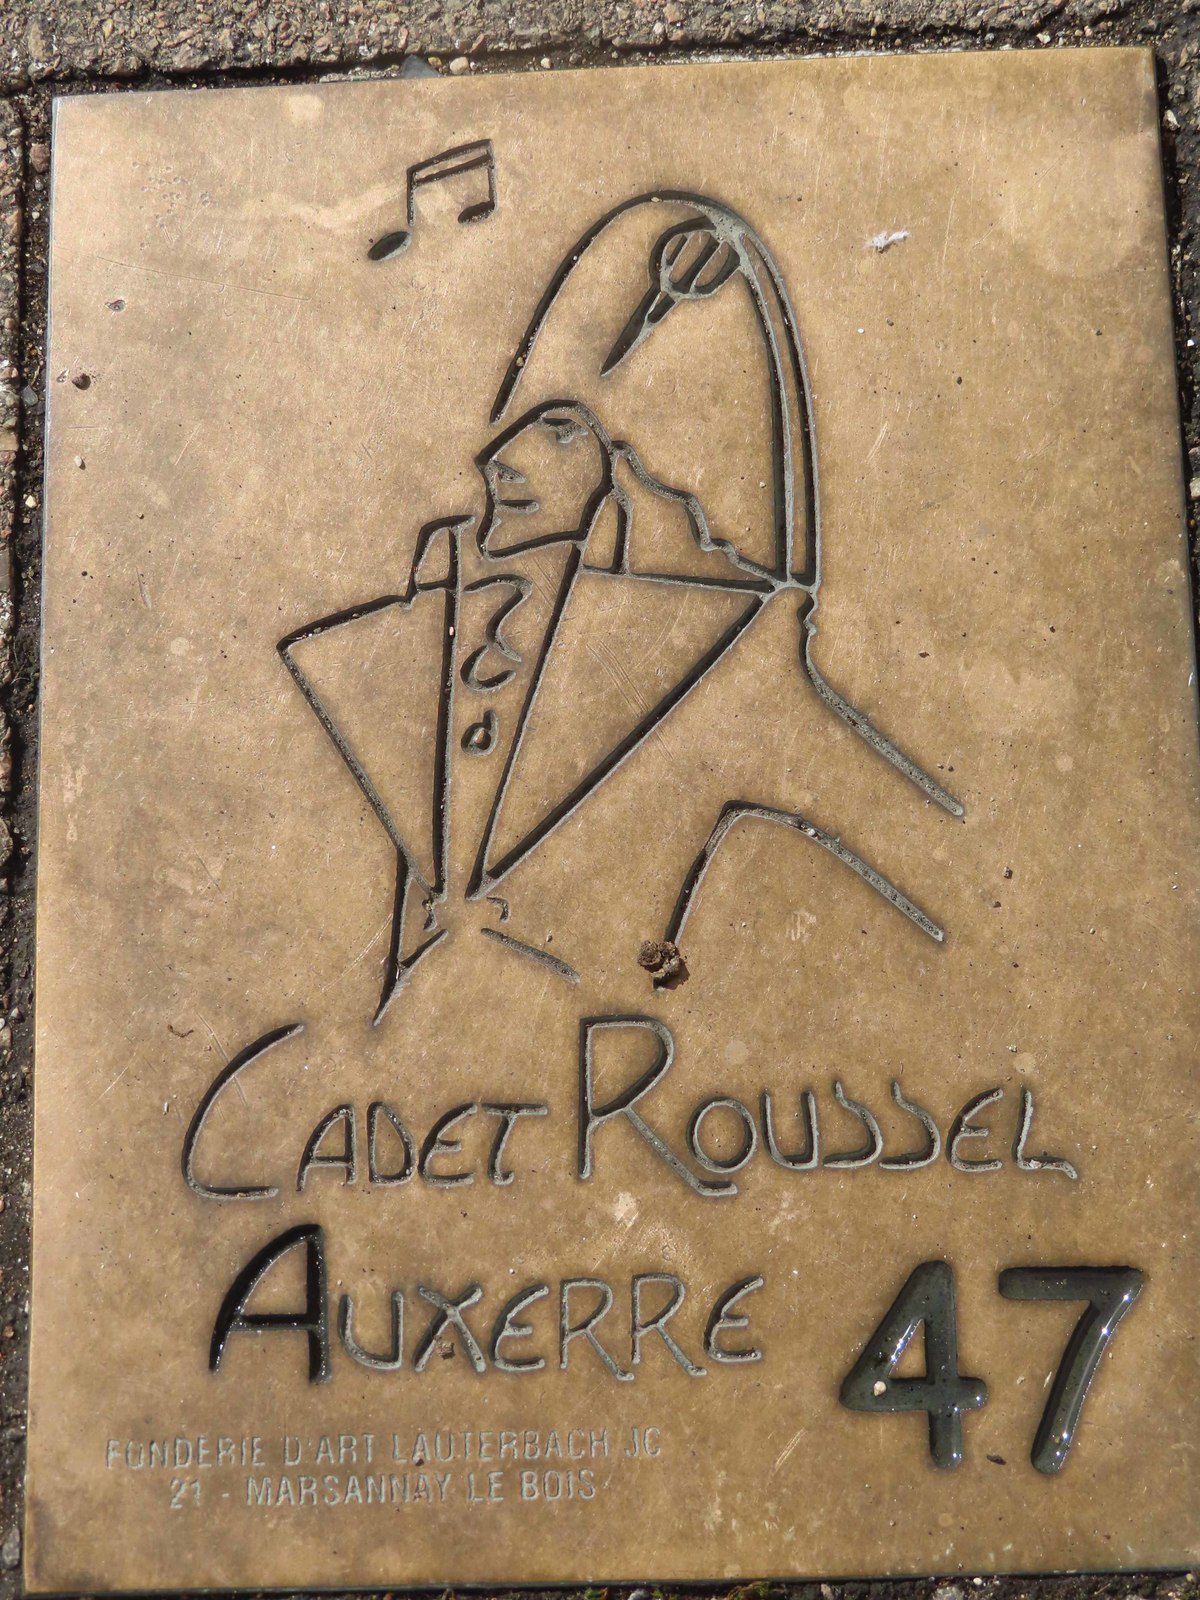 CADET ROUSSEL
AUXERRE 47
FONDERIE D'ART LAUTERBACH JC
21 - MARSANNAY LE BOIS